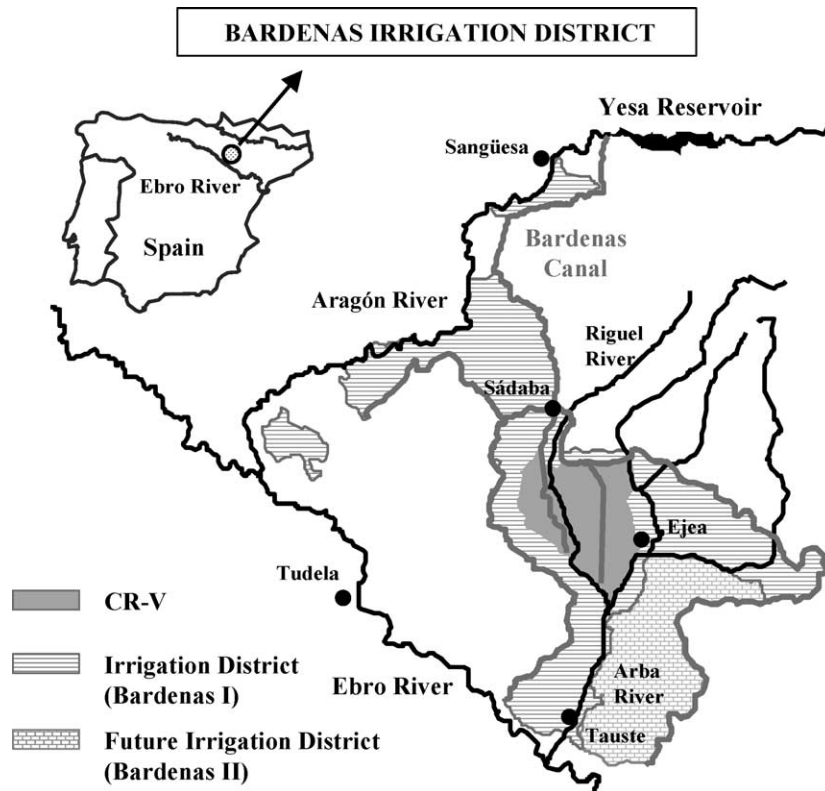 BARDENAS IRRIGATION DISTRICT
Yesa Reservoir
Sangüesa
Ebro River
Spain
Bardenas
Canal
Aragón River
Riguel
River
Sádaba
Ejea
Tudela
CR-V
Irrigation District
(Bardenas I)
Ebro River
Arba
River
Tauste
Future Irrigation District
(Bardenas II)